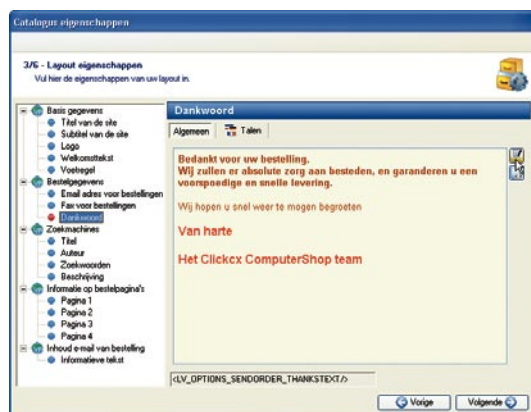 Catalogus eigenschappen
3/6 - Layout eigenschappen
Vul hier de eigenschappen van uw layout in.
Basis gegevens
Titel van de site
Subtitel van de site
Logo
Welkomsttekst
Voetregel
Bestelgegevens
Email adres voor bestellingen
Fax voor bestellingen
Dankwoord
Zoekmachines
Titel
Auteur
Zoekwoorden
Beschrijving
Informatie op bestelpagina's
Pagina 1
Pagina 2
Pagina 3
Pagina 4
Inhoud e-mail van bestelling
Informatieve tekst
Dankwoord
Algemeen
Talen
Bedankt voor uw bestelling.
Wij zullen er absolute zorg aan besteden, en garanderen u een
voorspoedige en snelle levering.
Wij hopen u snel weer te mogen begroeten
Van harte
Het Clickcx ComputerShop team
<LV_OPTIONS_SENDORDER_THANKSTEXT/>
Vorige
Volgende